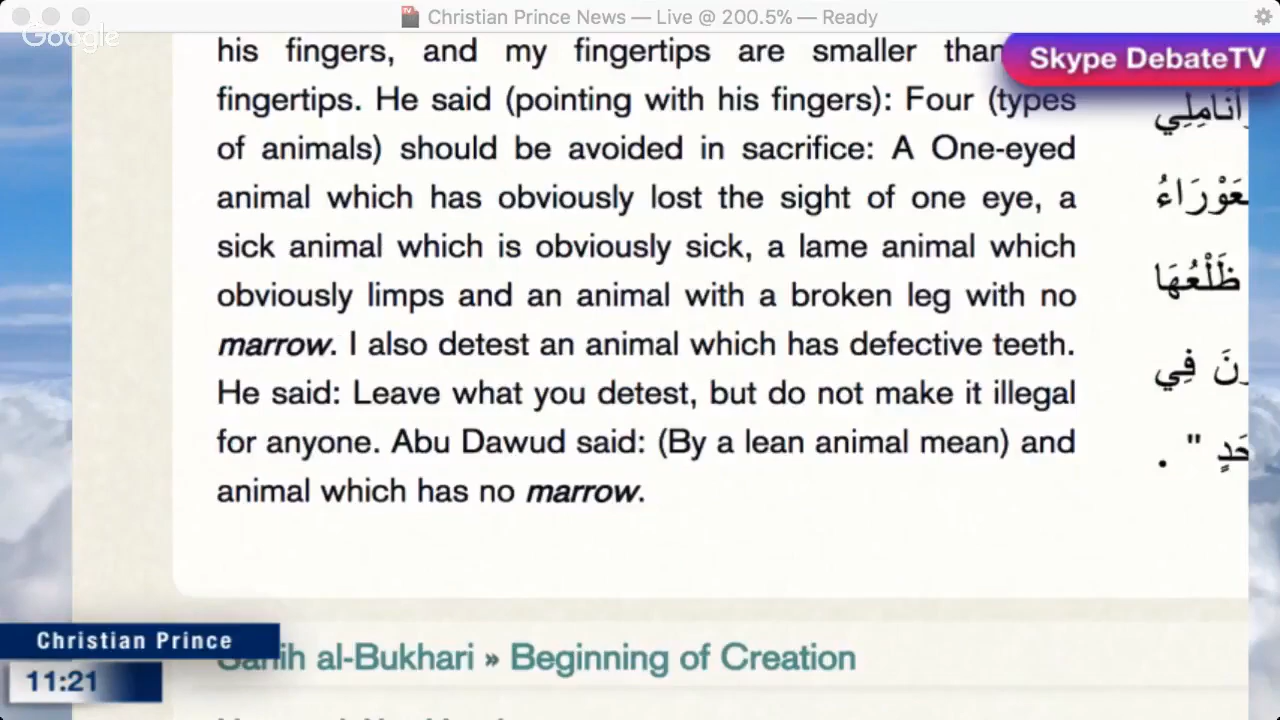 Christian Prince News — Live @ 200.5% — Ready
Google
Skype DebateTV
his fingers, and my fingertips are smaller than
fingertips. He said (pointing with his fingers): Four (types
of animals) should be avoided in sacrifice: A One-eyed
animal which has obviously lost the sight of one eye, a
sick animal which is obviously sick, a lame animal which
obviously limps and an animal with a broken leg with no
marrow. I also detest an animal which has defective teeth.
He said: Leave what you detest, but do not make it illegal
for anyone. Abu Dawud said: (By a lean animal mean) and
animal which has no marrow.
أَنَامِلِي
ظَلْعُهَا
فِي
" .
Christian Prince
Sahih al-Bukhari » Beginning of Creation
11:21